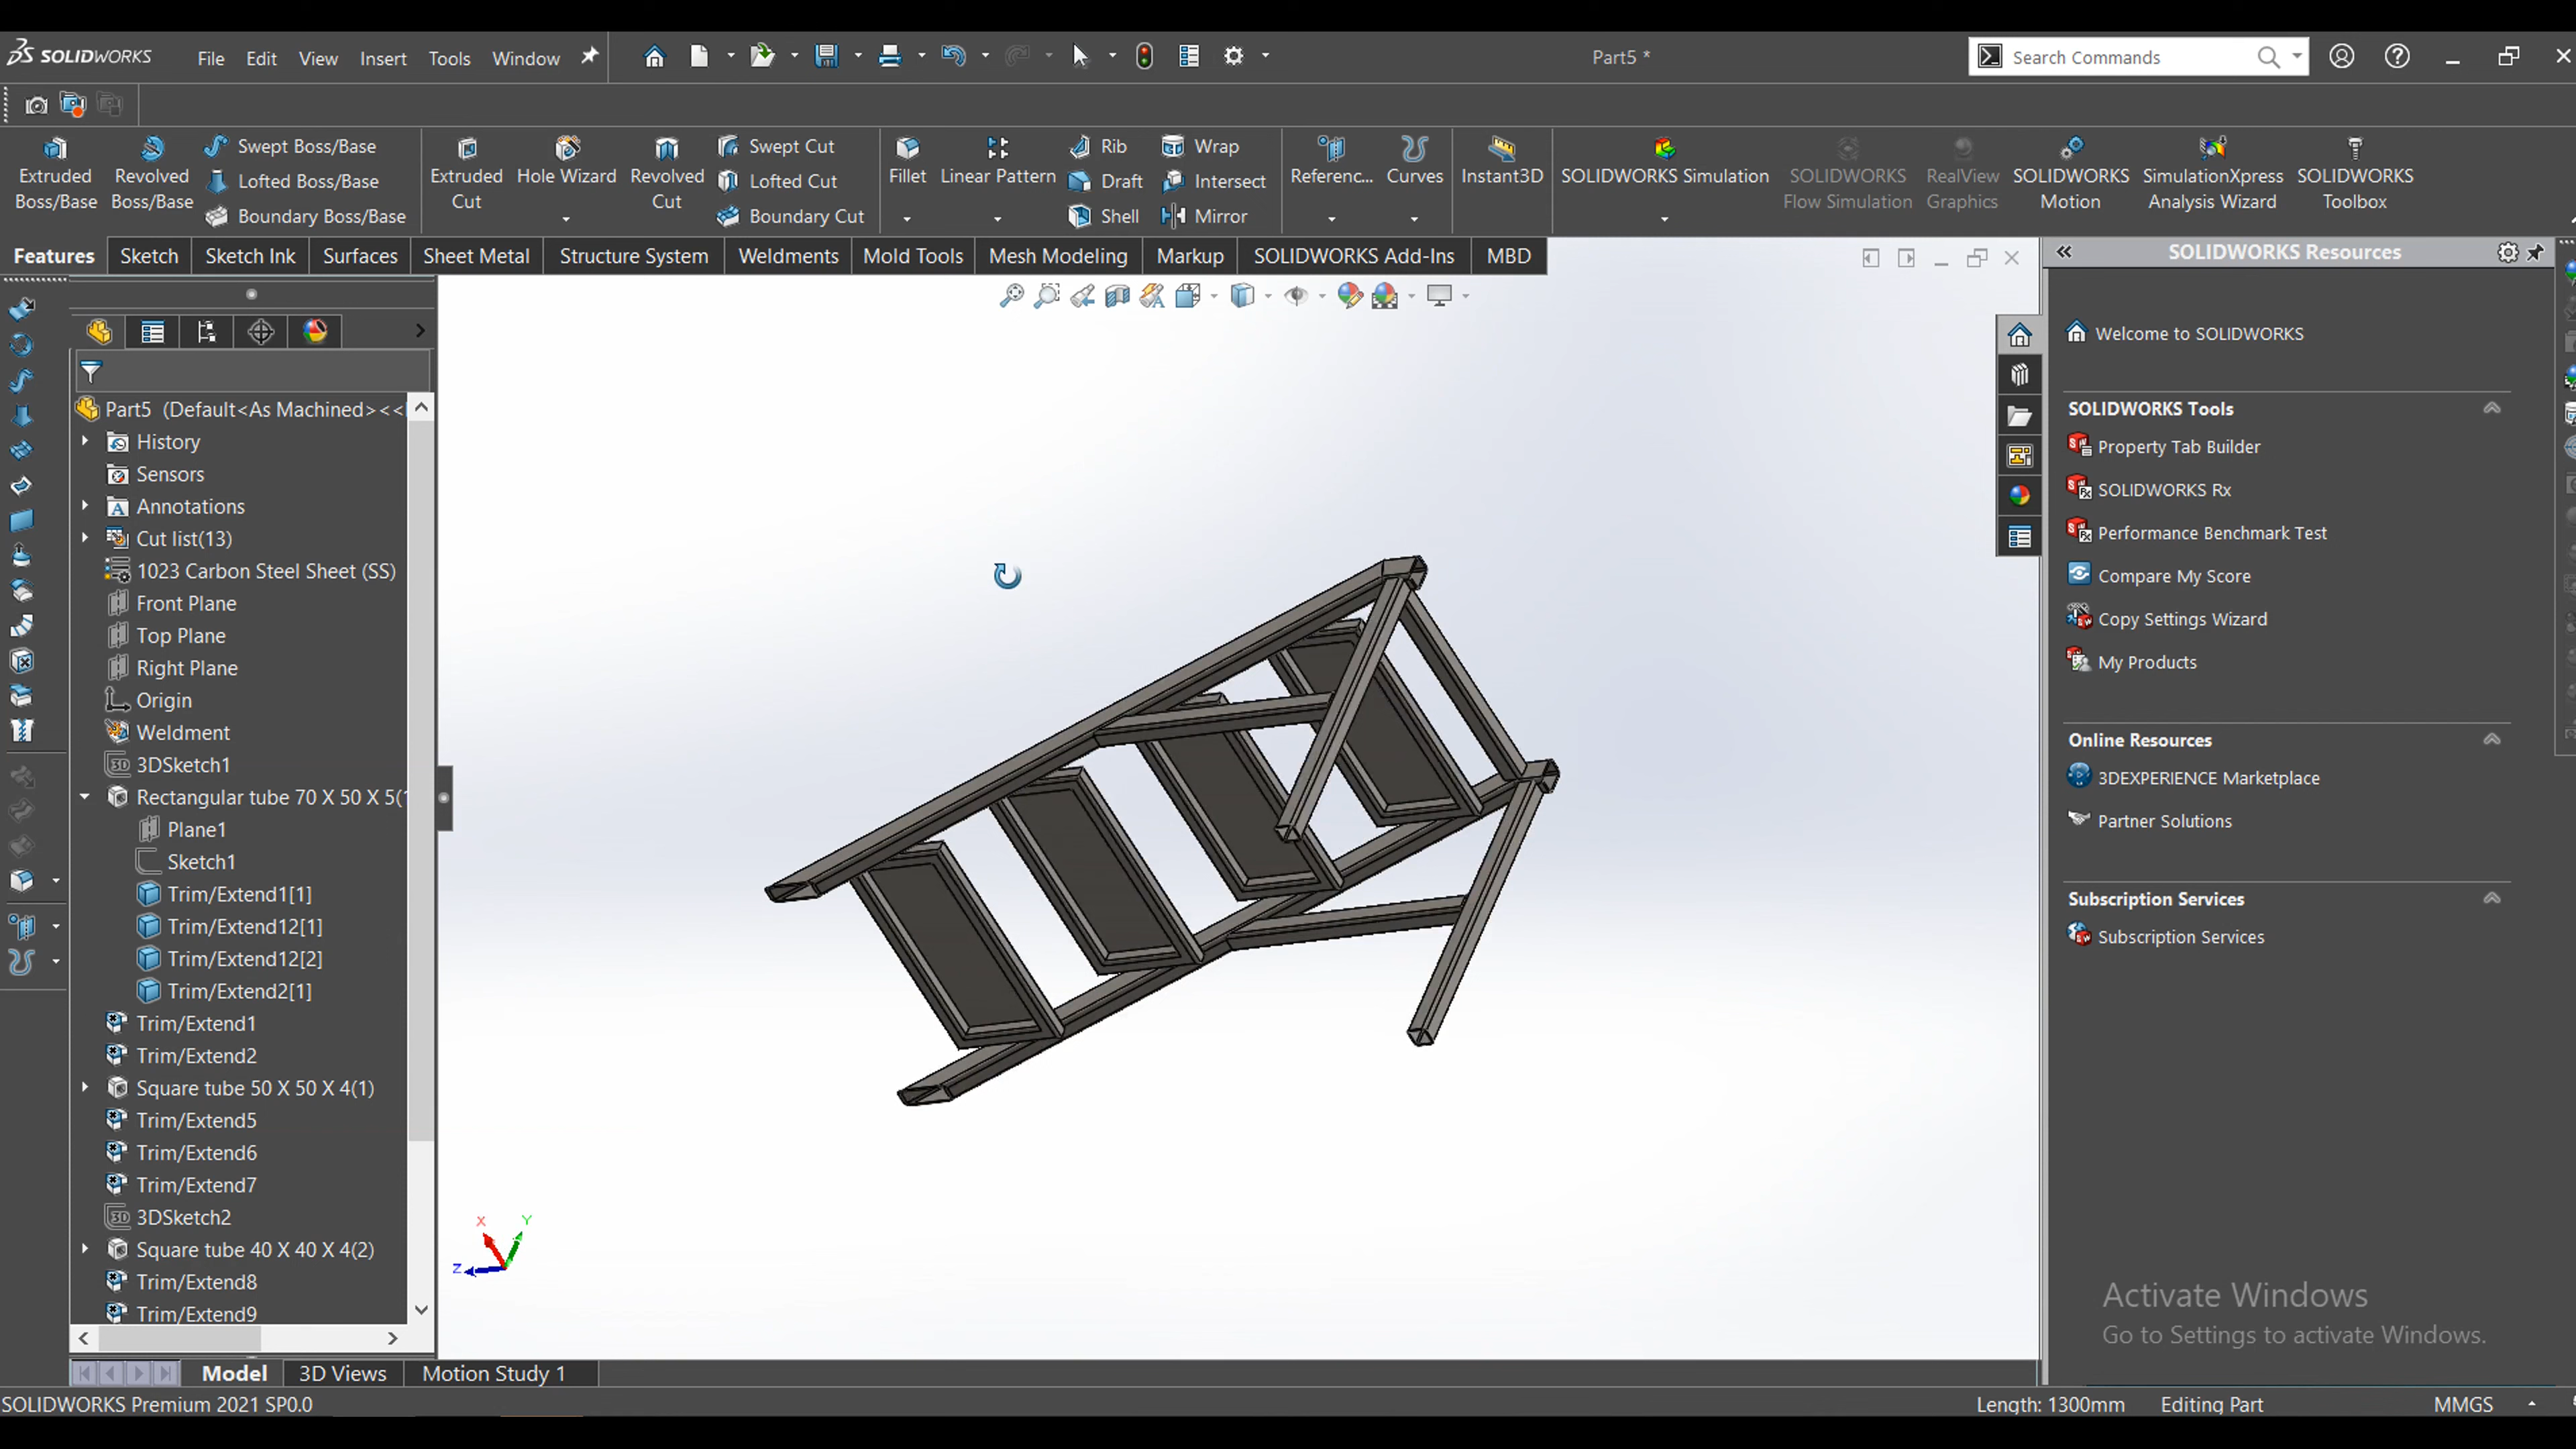 SOLIDWORKS File Edit View Insert Tools Window Part5 * Search Commands
Extruded Boss/Base
Revolved Boss/Base
Swept Boss/Base
Lofted Boss/Base
Boundary Boss/Base
Extruded Cut
Hole Wizard
Revolved Cut
Swept Cut
Lofted Cut
Boundary Cut
Fillet
Linear Pattern
Rib
Draft
Shell
Wrap
Intersect
Mirror
Referenc...
Curves
Instant3D
SOLIDWORKS Simulation
SOLIDWORKS Flow Simulation
RealView Graphics
SOLIDWORKS Motion
SimulationXpress Analysis Wizard
SOLIDWORKS Toolbox
Features Sketch Sketch Ink Surfaces Sheet Metal Structure System Weldments Mold Tools Mesh Modeling Markup SOLIDWORKS Add-Ins MBD
Part5 (Default<As Machined><<
History
Sensors
Annotations
Cut list(13)
1023 Carbon Steel Sheet (SS)
Front Plane
Top Plane
Right Plane
Origin
Weldment
3DSketch1
Rectangular tube 70 X 50 X 5(
Plane1
Sketch1
Trim/Extend1[1]
Trim/Extend12[1]
Trim/Extend12[2]
Trim/Extend2[1]
Trim/Extend1
Trim/Extend2
Square tube 50 X 50 X 4(1)
Trim/Extend5
Trim/Extend6
Trim/Extend7
3DSketch2
Square tube 40 X 40 X 4(2)
Trim/Extend8
Trim/Extend9
X Y
Z
SOLIDWORKS Resources
Welcome to SOLIDWORKS
SOLIDWORKS Tools
Property Tab Builder
SOLIDWORKS Rx
Performance Benchmark Test
Compare My Score
Copy Settings Wizard
My Products
Online Resources
3DEXPERIENCE Marketplace
Partner Solutions
Subscription Services
Subscription Services
Activate Windows
Go to Settings to activate Windows.
Model 3D Views Motion Study 1
SOLIDWORKS Premium 2021 SP0.0 Length: 1300mm Editing Part MMGS